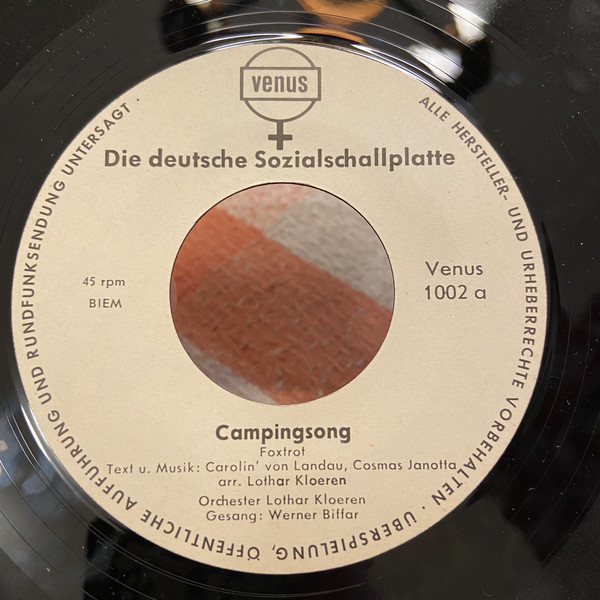 venus
Die deutsche Sozialschallplatte
45 rpm
BIEM
Venus
1002 a
Campingsong
Foxtrot
Text u. Musik: Carolin' von Landau, Cosmas Janotta
arr. Lothar Kloeren
Orchester Lothar Kloeren
Gesang: Werner Biffar
ALLE HERSTELLER- UND URHEBERRECHTE VORBEHALTEN · ÜBERSPIELUNG, ÖFFENTLICHE AUFFÜHRUNG UND RUNDFUNKSENDUNG UNTERSAGT ·